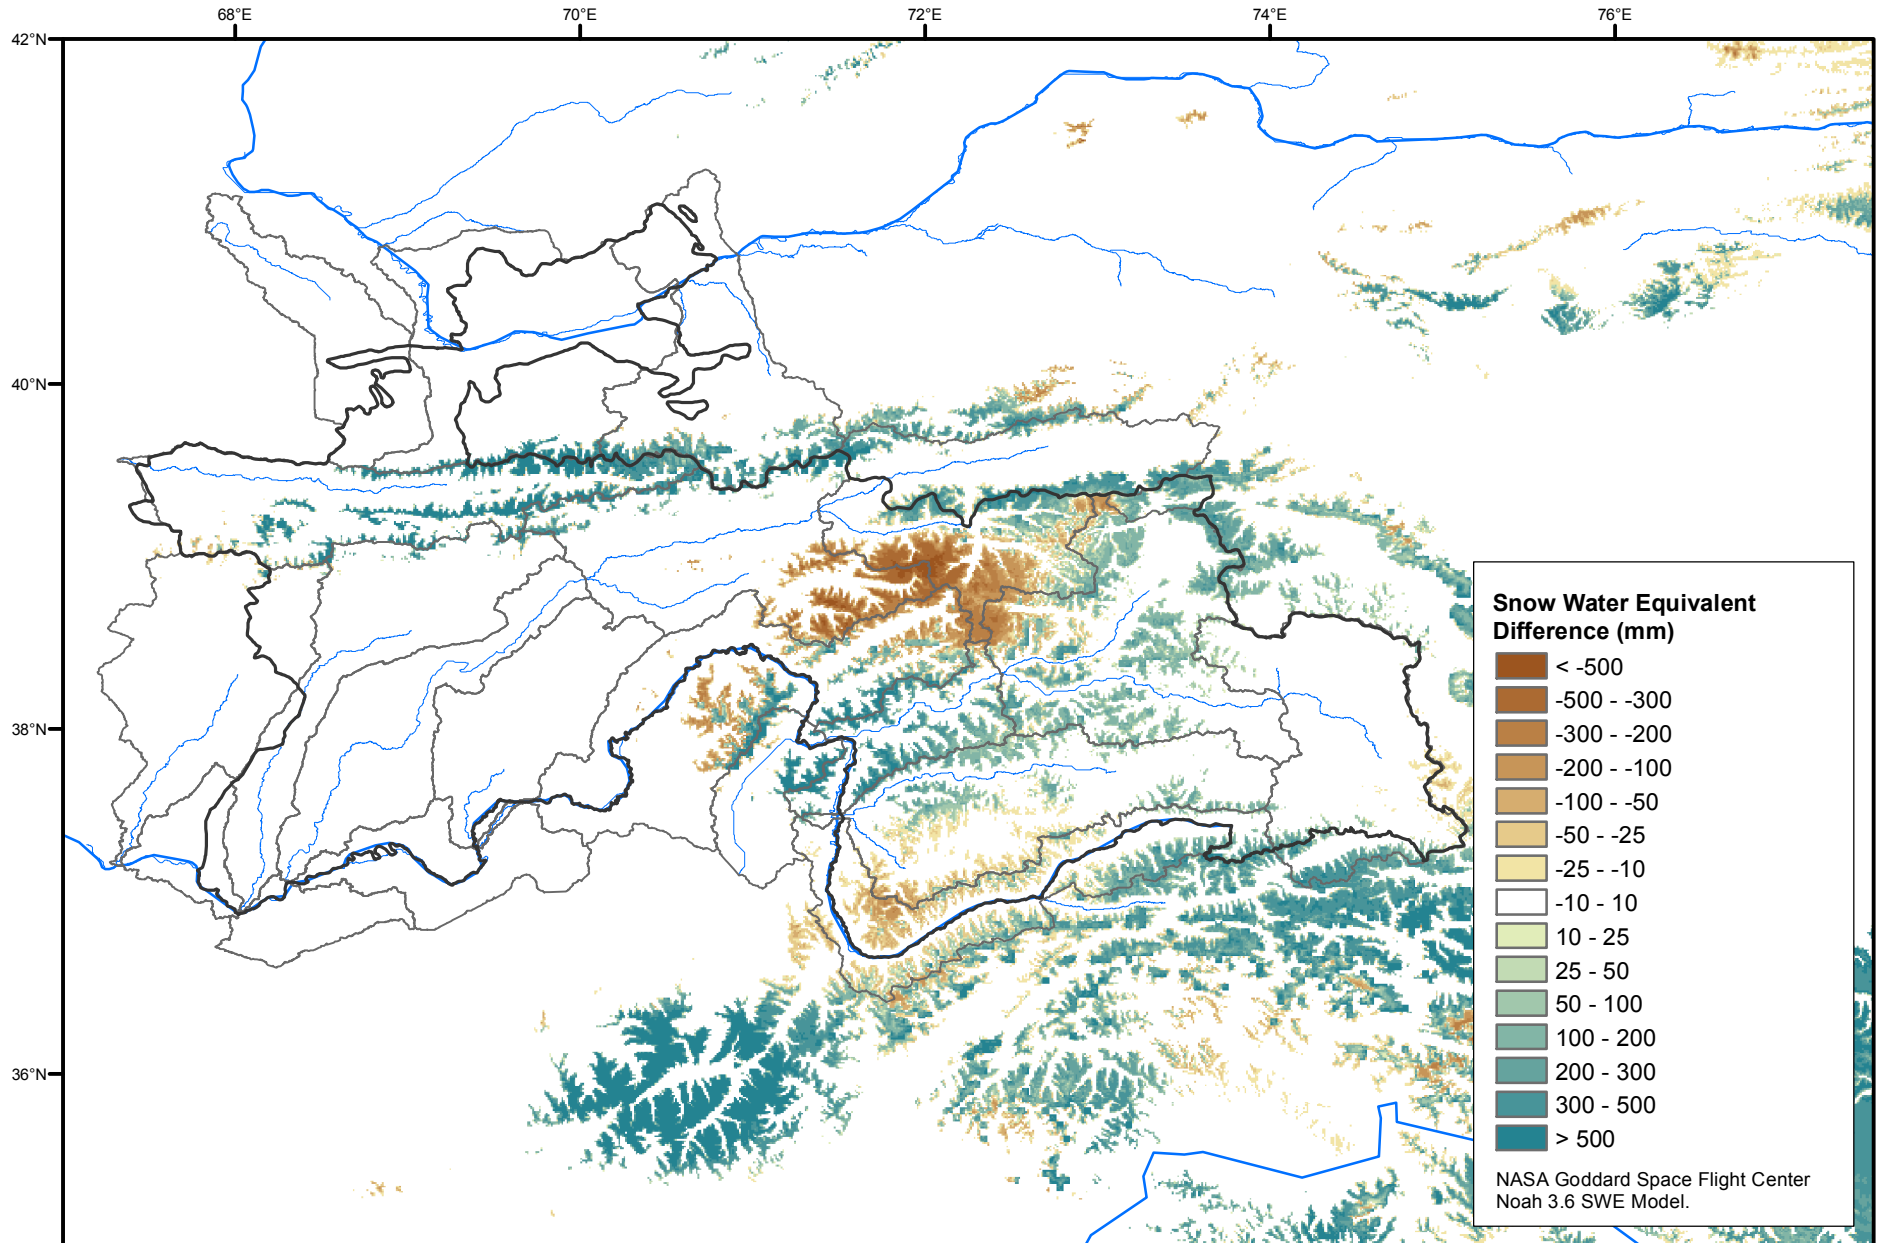 68°E
70°E
72°E
74°E
76°E
42°N
40°N
38°N
36°N
Snow Water Equivalent
Difference (mm)
< -500
-500 - -300
-300 - -200
-200 - -100
-100 - -50
-50 - -25
-25 - -10
-10 - 10
10 - 25
25 - 50
50 - 100
100 - 200
200 - 300
300 - 500
> 500
NASA Goddard Space Flight Center
Noah 3.6 SWE Model.